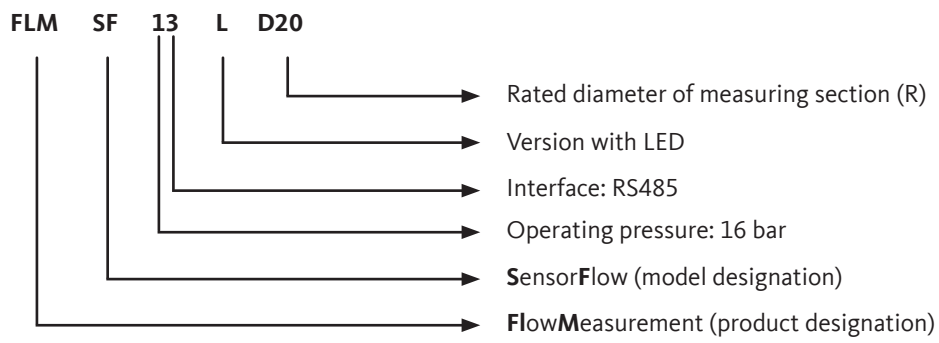 FLM SF 13 L D20
Rated diameter of measuring section (R)
Version with LED
Interface: RS485
Operating pressure: 16 bar
SensorFlow (model designation)
FlowMeasurement (product designation)